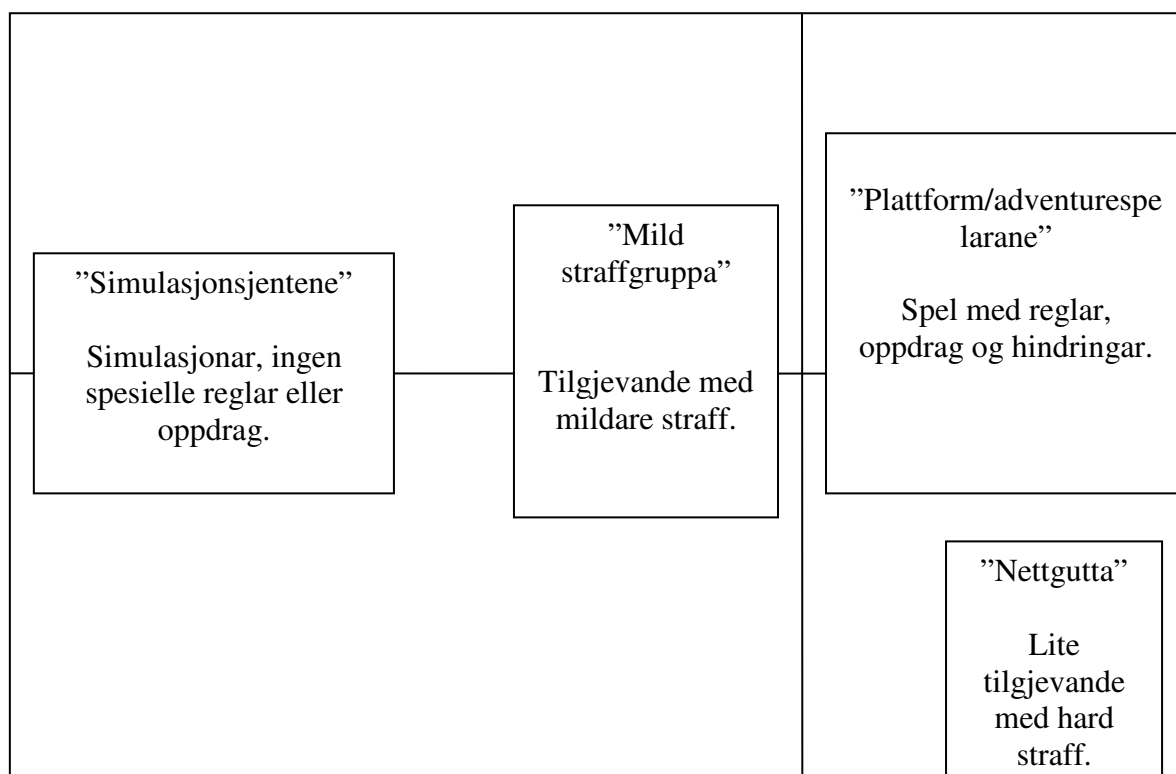 ”Simulasjonsjentene”
Simulasjonar, ingen
spesielle reglar eller
oppdrag.
”Mild
straffgruppa”
Tilgjevande med
mildare straff.
”Plattform/adventurespe
larane”
Spel med reglar,
oppdrag og hindringar.
”Nettgutta”
Lite
tilgjevande
med hard
straff.